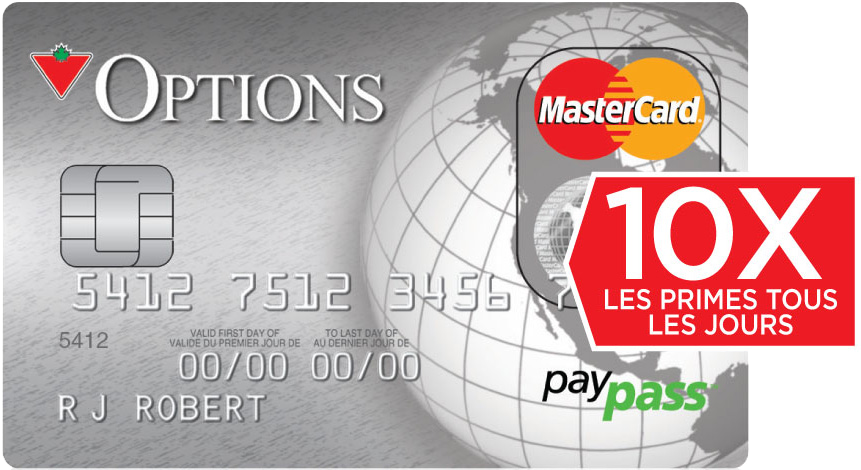 OPTIONS
MasterCard
10X
LES PRIMES TOUS
LES JOURS
5412 7512 3456 7
5412
VALID FIRST DAY OF TO LAST DAY OF
VALIDE DU PREMIER JOUR DE AU DERNIER JOUR DE
00/00 00/00
R J ROBERT
paypass